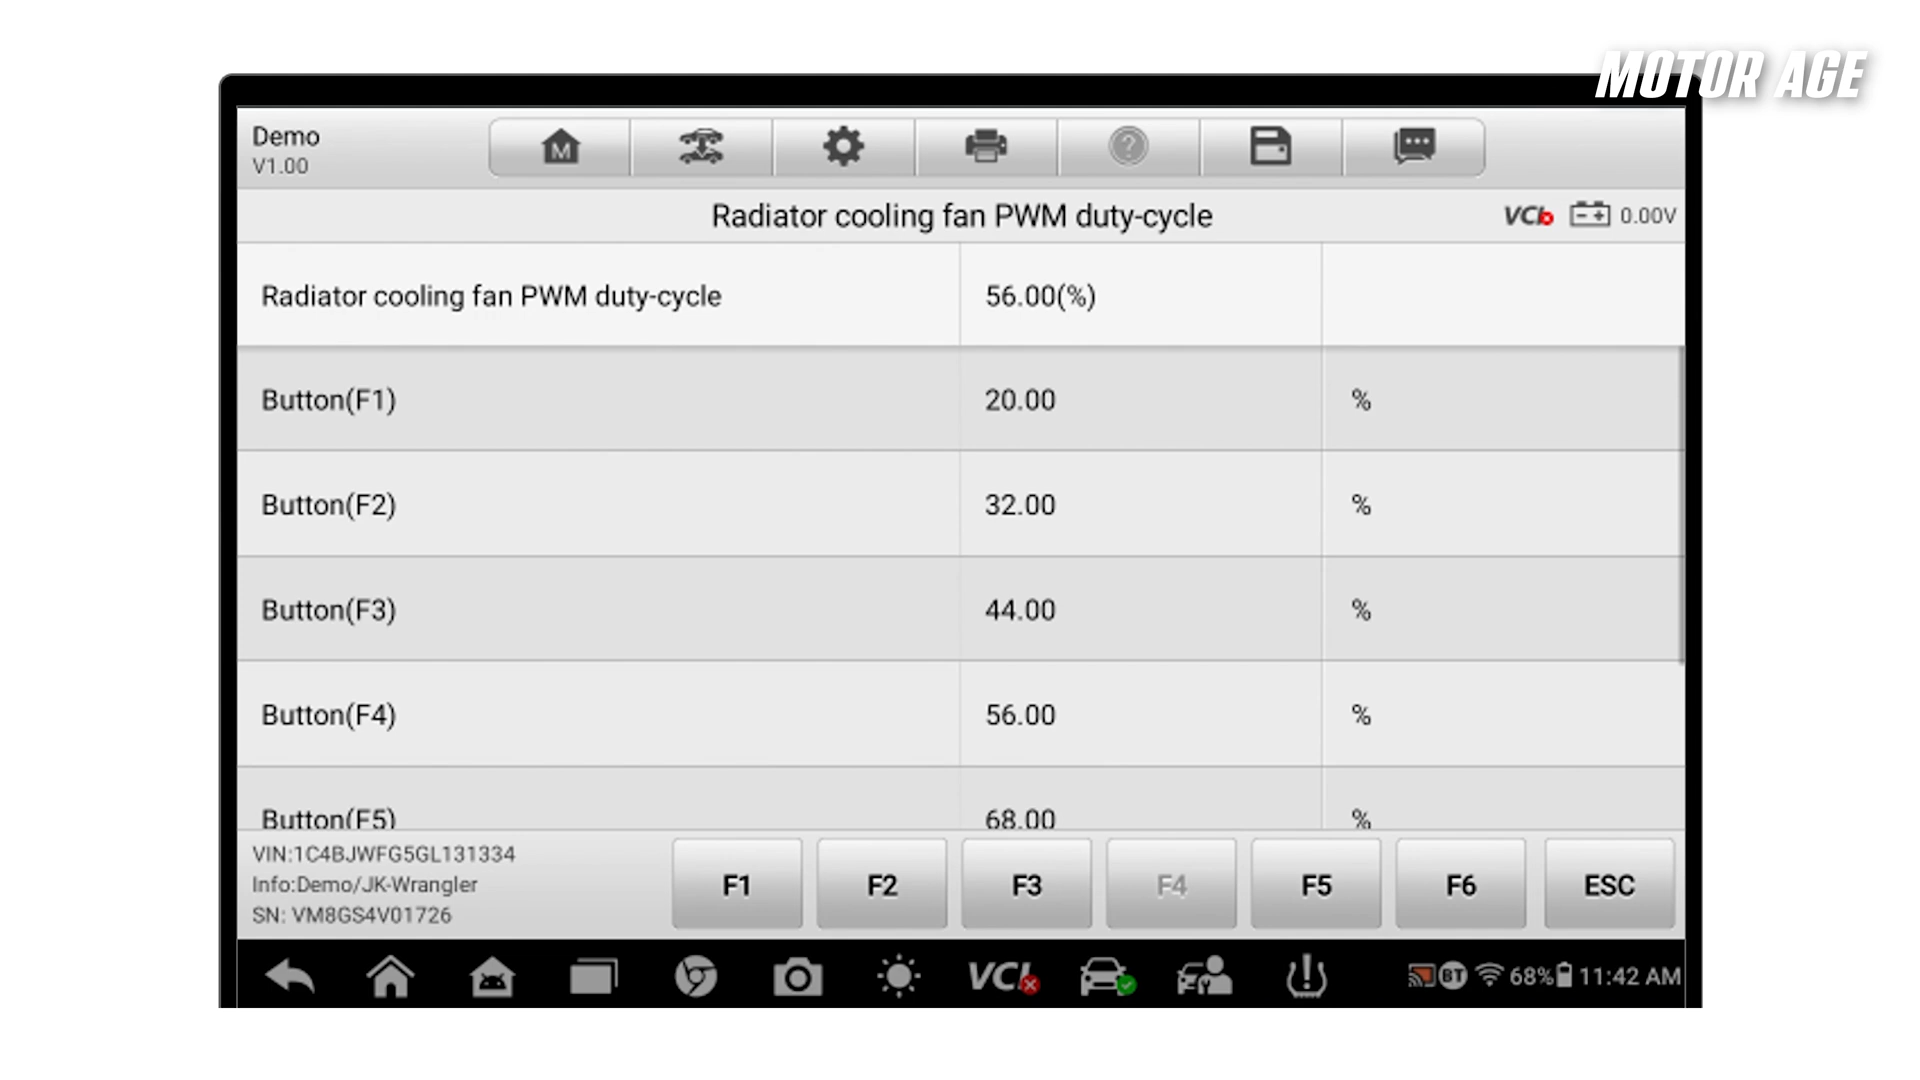 MOTOR AGE
Demo
V1.00
M
?
Radiator cooling fan PWM duty-cycle
VCI
0.00V
Radiator cooling fan PWM duty-cycle 56.00(%)
Button(F1) 20.00 %
Button(F2) 32.00 %
Button(F3) 44.00 %
Button(F4) 56.00 %
Button(F5) 68.00 %
VIN:1C4BJWFG5GL131334
Info:Demo/JK-Wrangler
SN: VM8GS4V01726
F1 F2 F3 F4 F5 F6 ESC
VCI BT 68% 11:42 AM